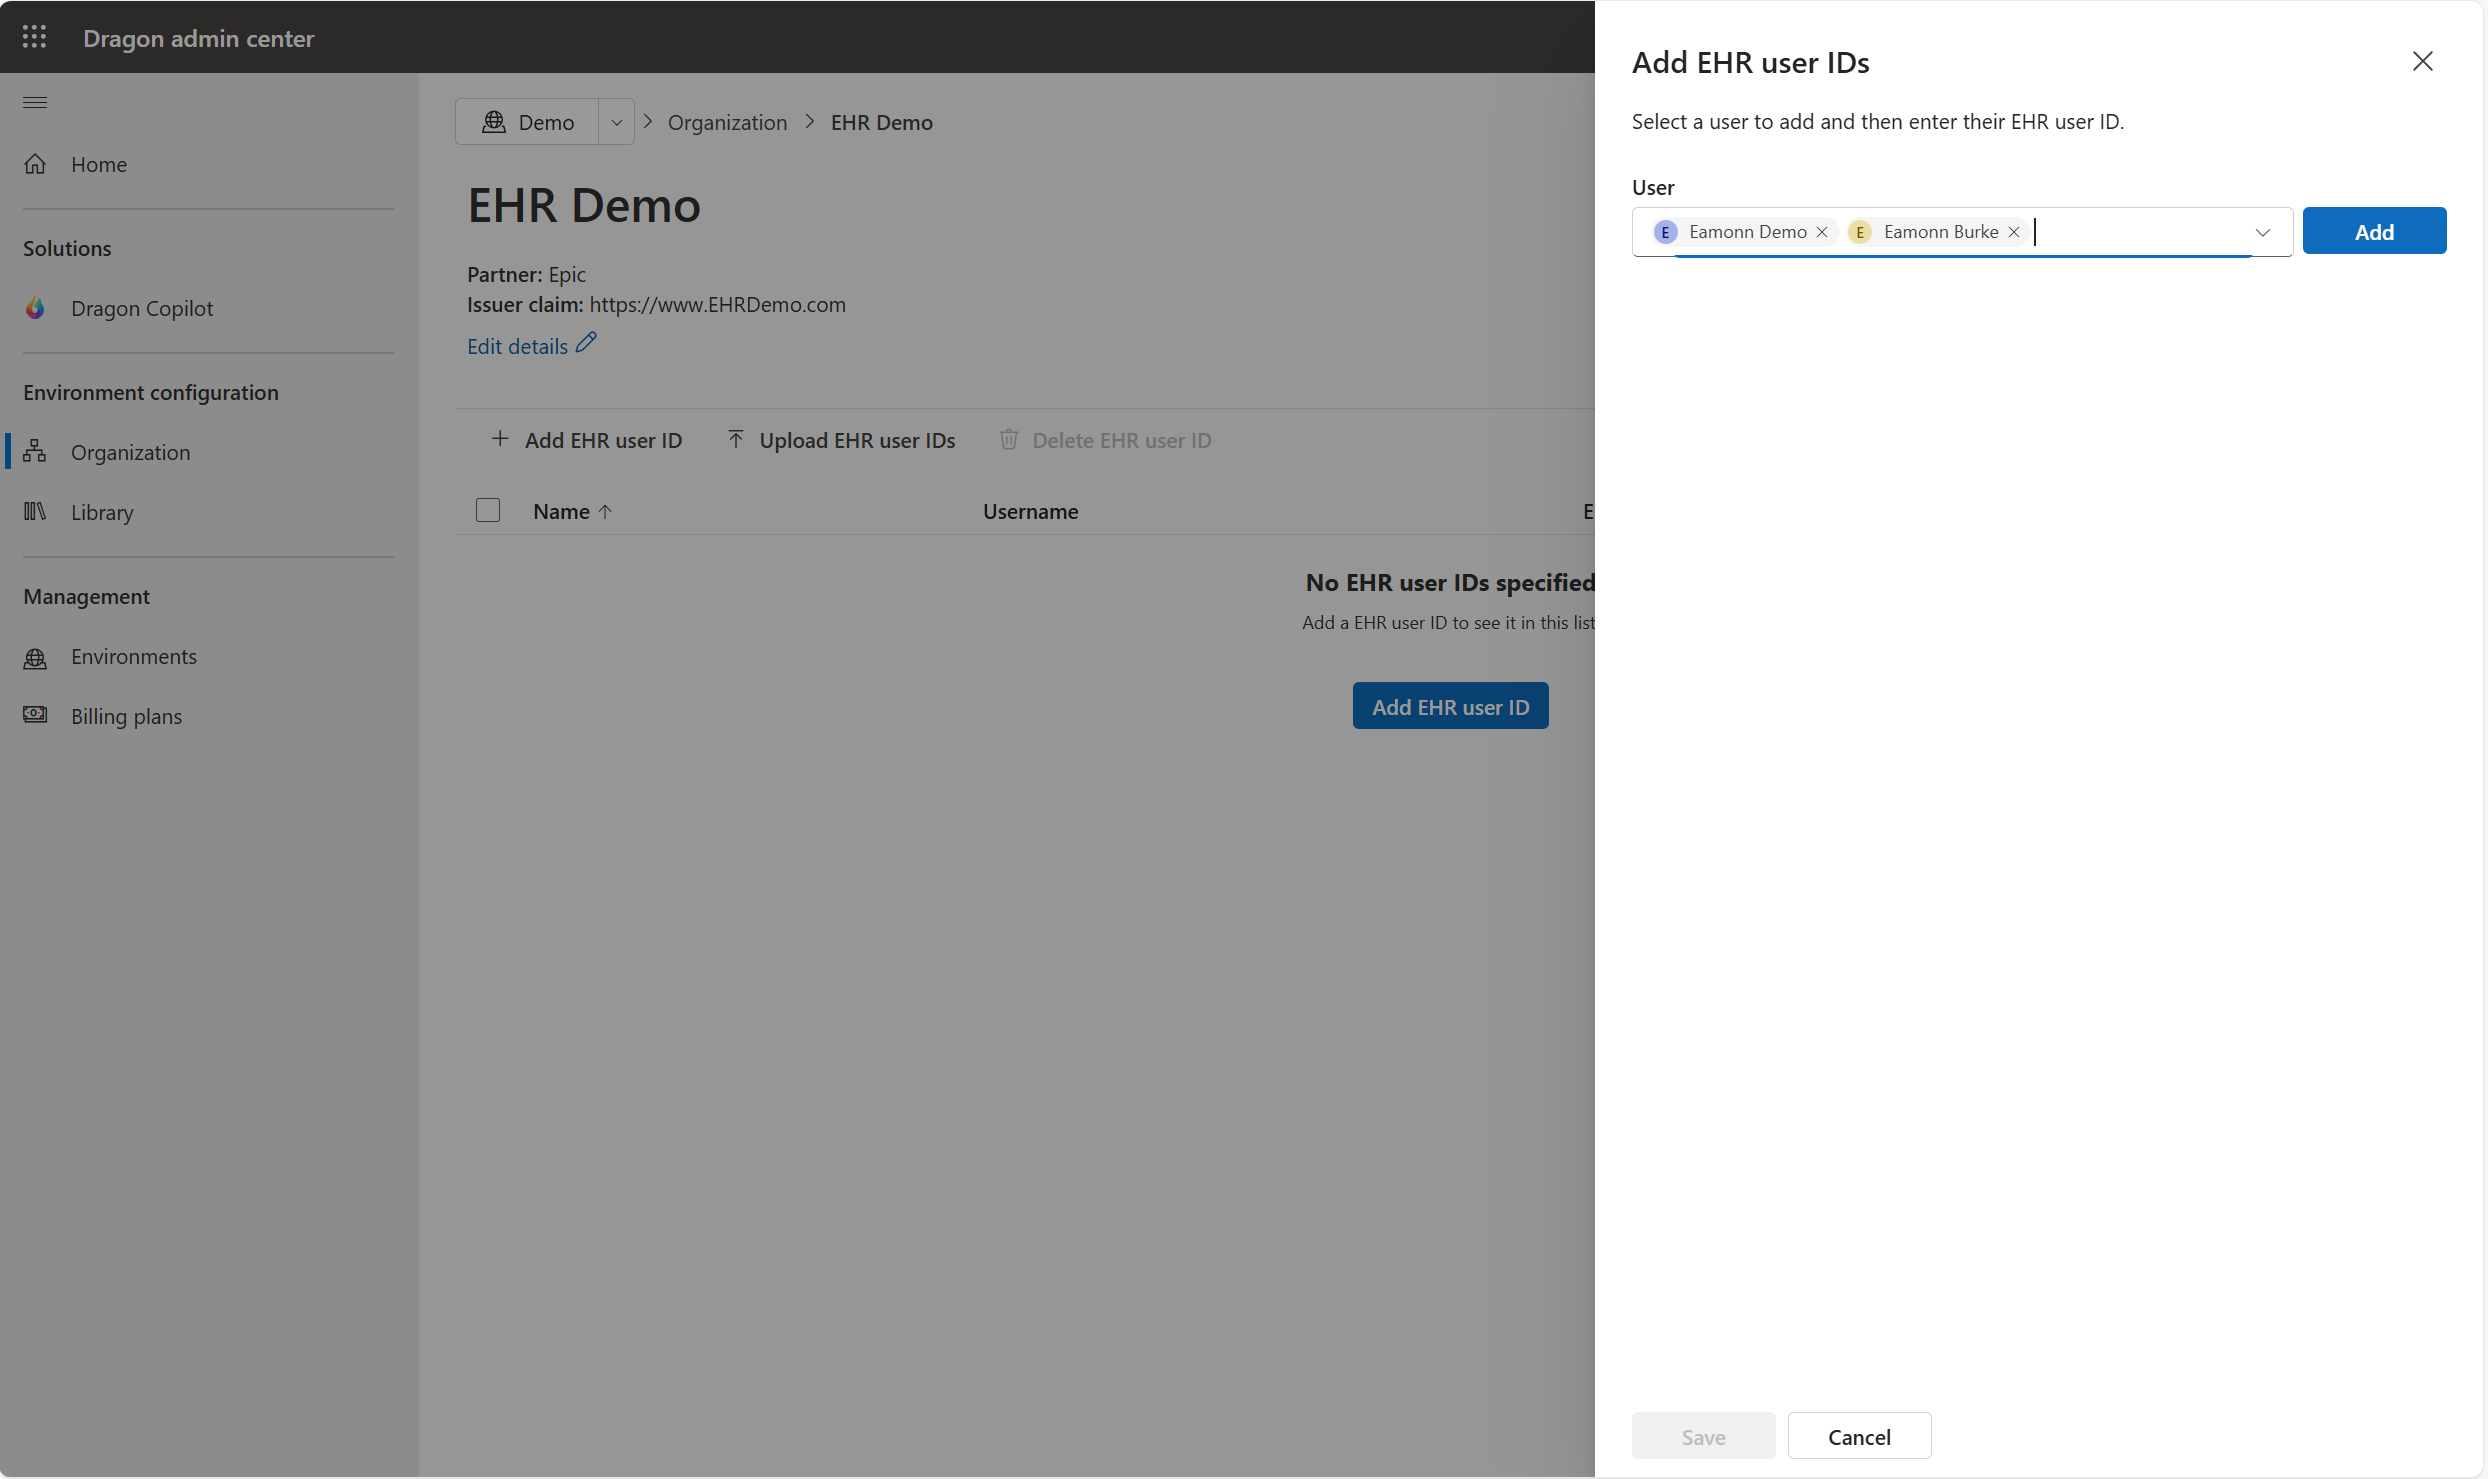 Dragon admin center
Home
Solutions
Dragon Copilot
Environment configuration
Organization
Library
Management
Environments
Billing plans
Demo
Organization
EHR Demo
EHR Demo
Partner: Epic
Issuer claim: https://www.EHRDemo.com
Edit details
Add EHR user ID
Upload EHR user IDs
Delete EHR user ID
Name
Username
E
No EHR user IDs specified
Add a EHR user ID to see it in this list
Add EHR user ID
Add EHR user IDs
Select a user to add and then enter their EHR user ID.
User
E Eamonn Demo
E Eamonn Burke
Add
Save
Cancel